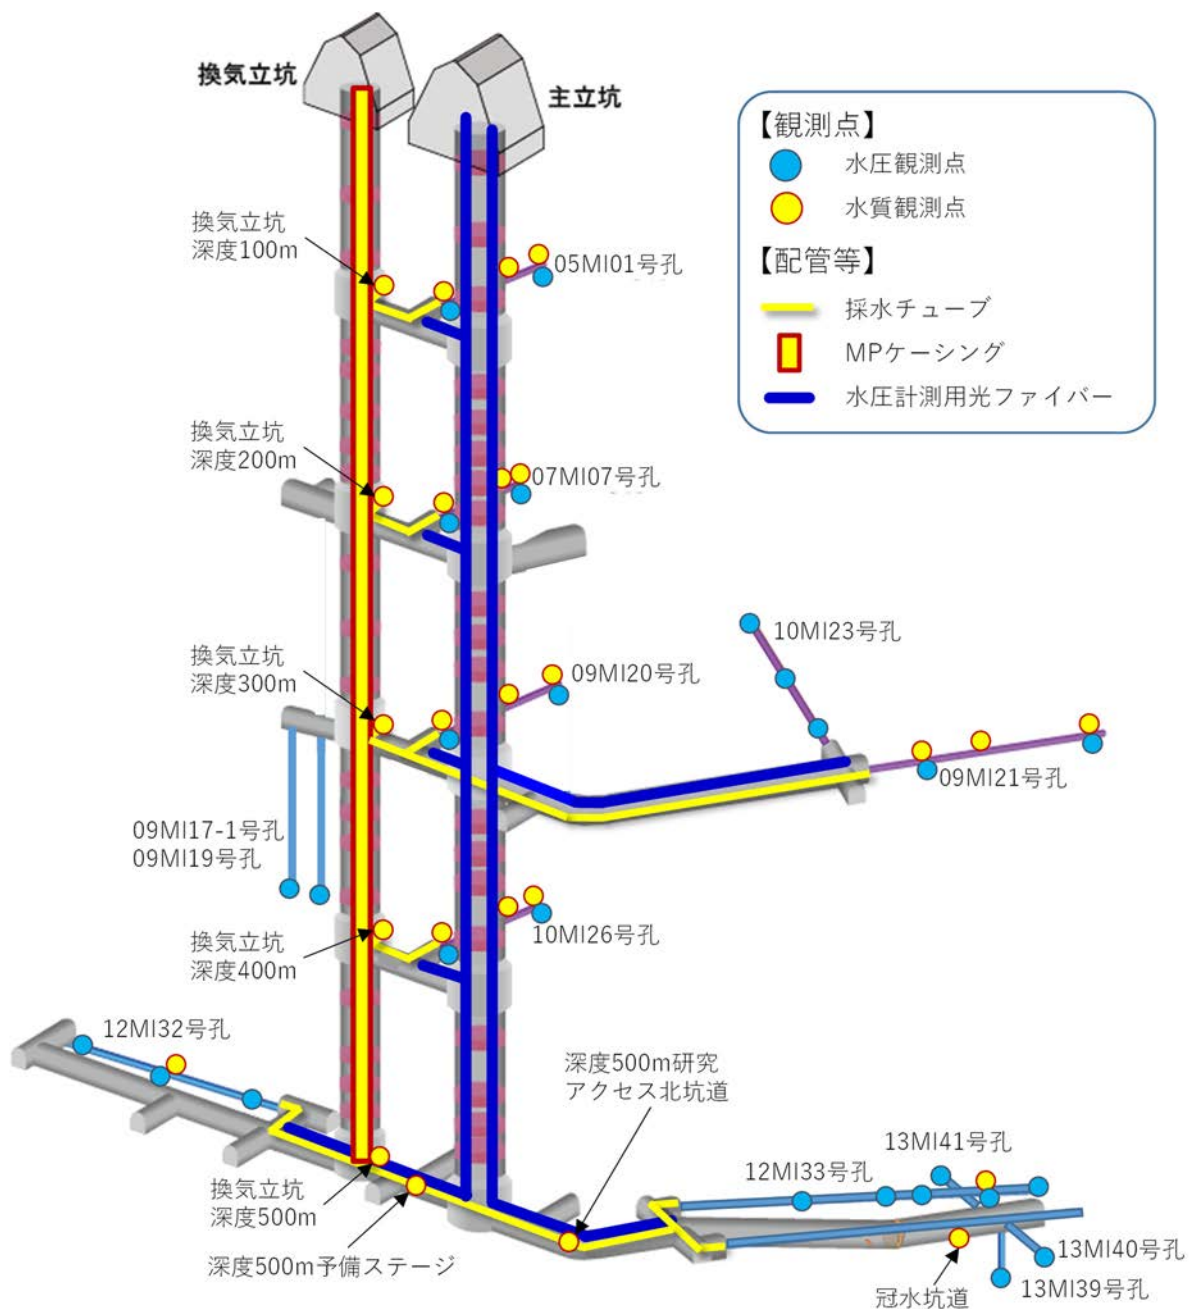 換気立坑
主立坑
【観測点】
水圧観測点
水質観測点
【配管等】
採水チューブ
MPケーシング
水圧計測用光ファイバー
換気立坑
深度100m
05MI01号孔
換気立坑
深度200m
07MI07号孔
換気立坑
深度300m
09MI20号孔
10MI23号孔
09MI21号孔
09MI17-1号孔
09MI19号孔
換気立坑
深度400m
10MI26号孔
12MI32号孔
深度500m研究
アクセス北坑道
13MI41号孔
12MI33号孔
換気立坑
深度500m
深度500m予備ステージ
13MI40号孔
13MI39号孔
冠水坑道